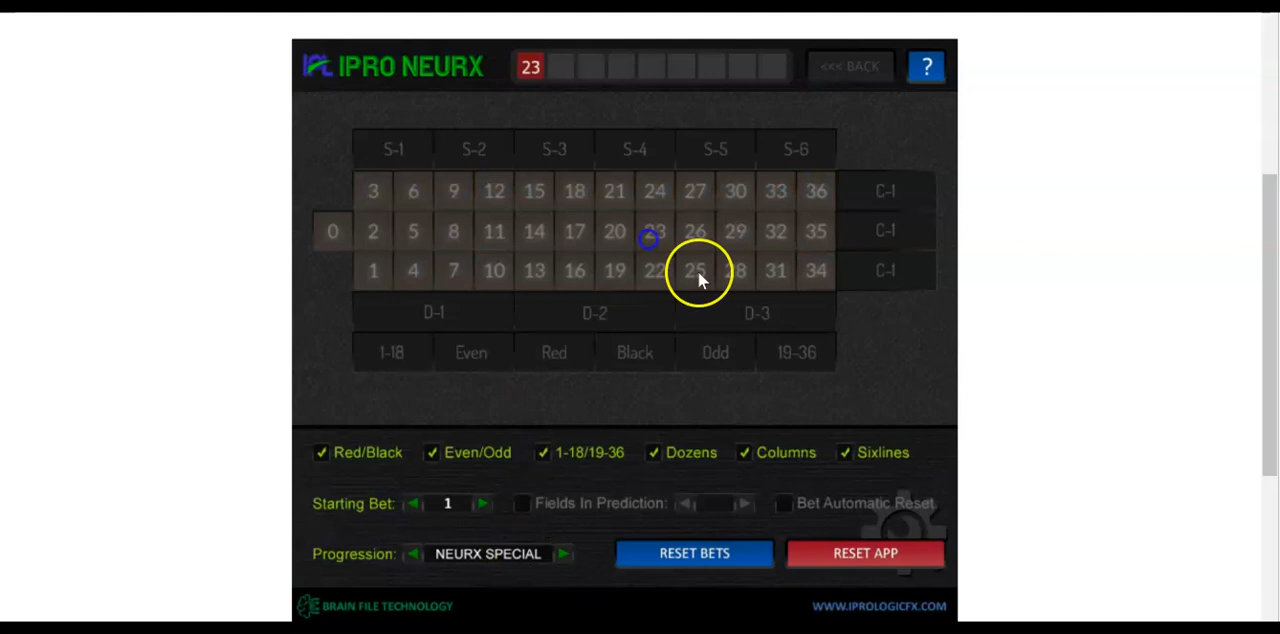 IPRO NEURX 23 <<< BACK ?
S-1 S-2 S-3 S-4 S-5 S-6
3 6 9 12 15 18 21 24 27 30 33 36 C-1
0 2 5 8 11 14 17 20 23 26 29 32 35 C-1
1 4 7 10 13 16 19 22 25 28 31 34 C-1
D-1 D-2 D-3
1-18 Even Red Black Odd 19-36
Red/Black Even/Odd 1-18/19-36 Dozens Columns Sixlines
Starting Bet: 1 Fields In Prediction: Bet Automatic Reset
Progression: NEURX SPECIAL RESET BETS RESET APP
BRAIN FILE TECHNOLOGY WWW.IPROLOGICFX.COM